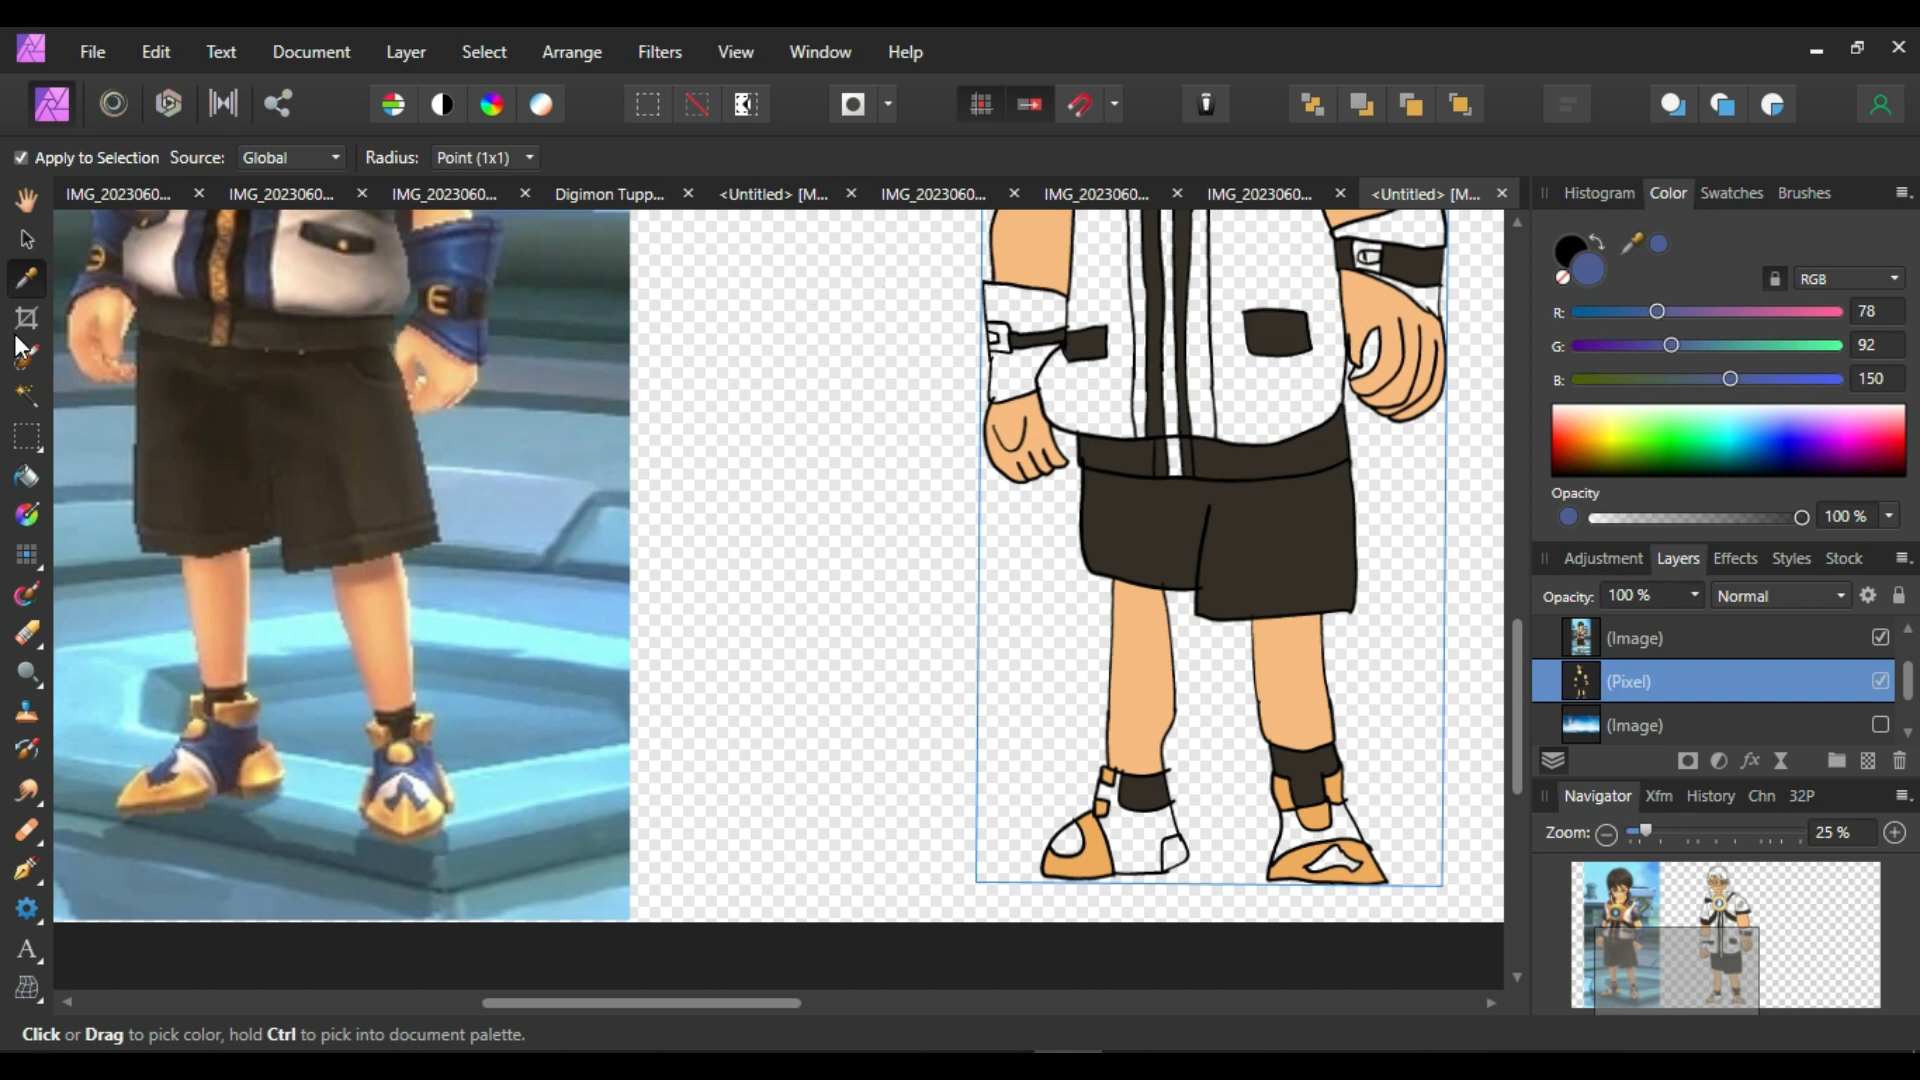 File Edit Text Document Layer Select Arrange Filters View Window Help
Apply to Selection Source: Global Radius: Point (1x1)
IMG_2023060... IMG_2023060... IMG_2023060... Digimon Tupp... <Untitled> [M... IMG_2023060... IMG_2023060... IMG_2023060... <Untitled> [M...
Histogram Color Swatches Brushes
RGB
R: 78
G: 92
B: 150
Opacity
100 %
Adjustment Layers Effects Styles Stock
Opacity: 100 % Normal
(Image)
(Pixel)
(Image)
Navigator Xfm History Chn 32P
Zoom: 25 %
Click or Drag to pick color, hold Ctrl to pick into document palette.